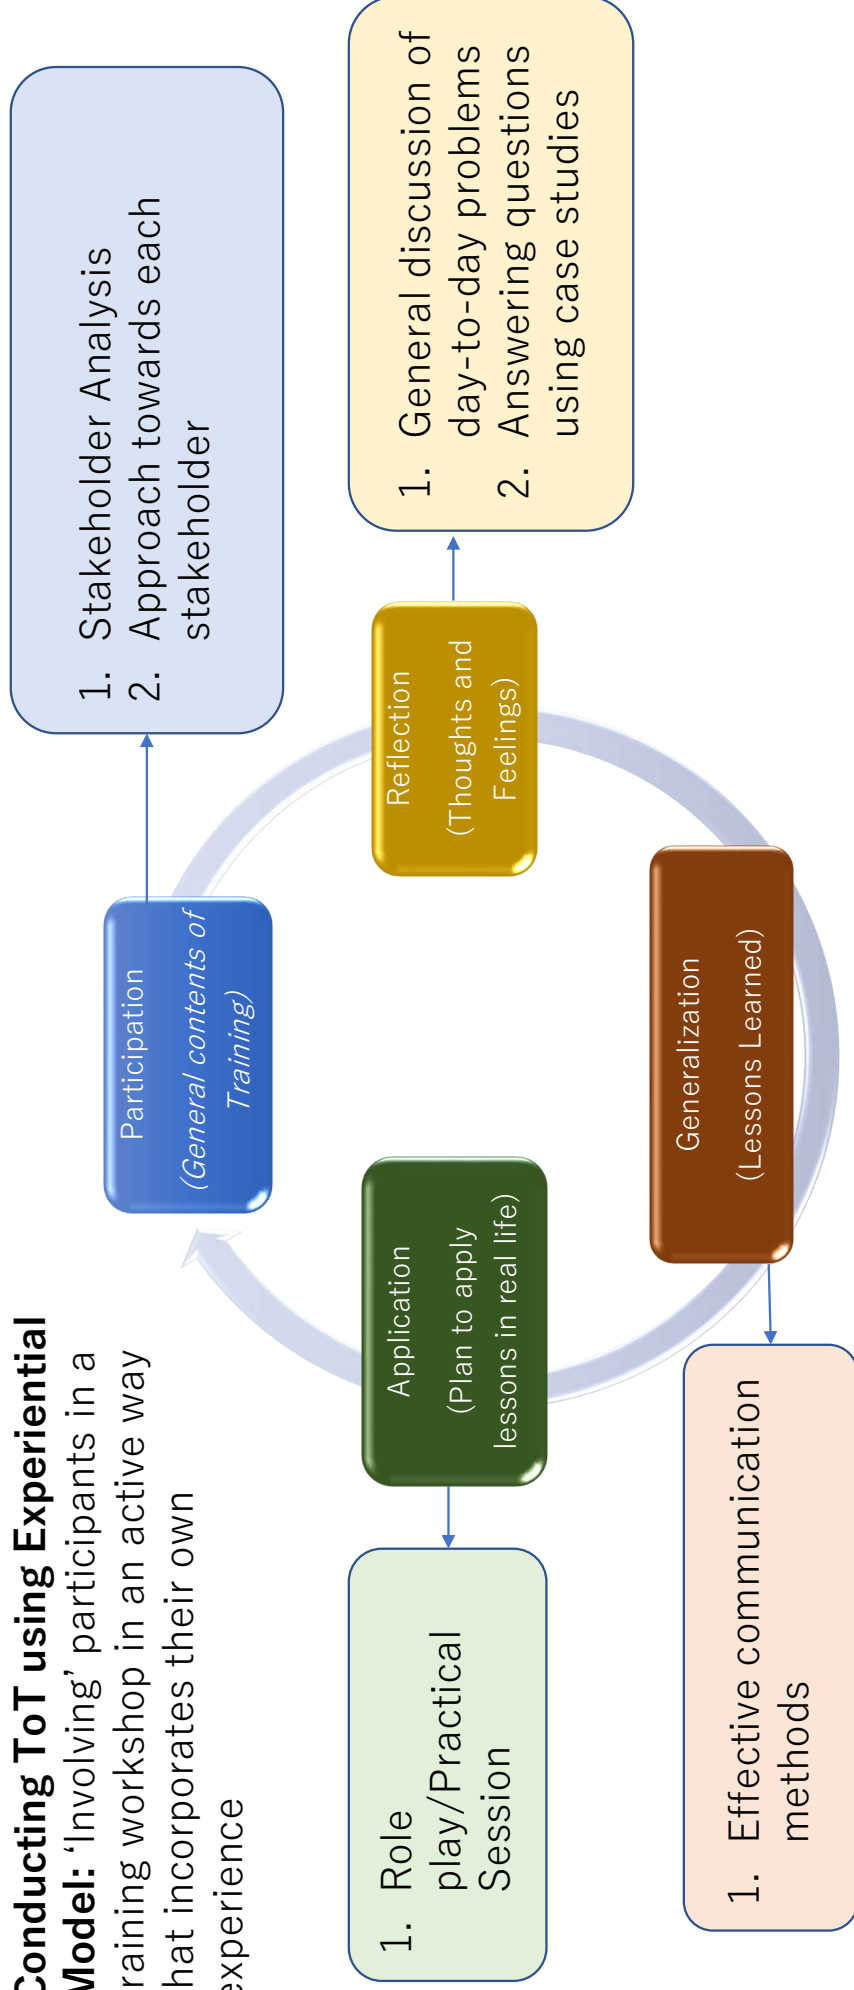 Conducting ToT using Experiential
Model: ‘Involving’ participants in a
raining workshop in an active way
hat incorporates their own
experience
Participation
(General contents of
Training)
1. Stakeholder Analysis
2. Approach towards each
stakeholder
Reflection
(Thoughts and
Feelings)
1. General discussion of
day-to-day problems
2. Answering questions
using case studies
Generalization
(Lessons Learned)
1. Effective communication
methods
Application
(Plan to apply
lessons in real life)
1. Role
play/Practical
Session